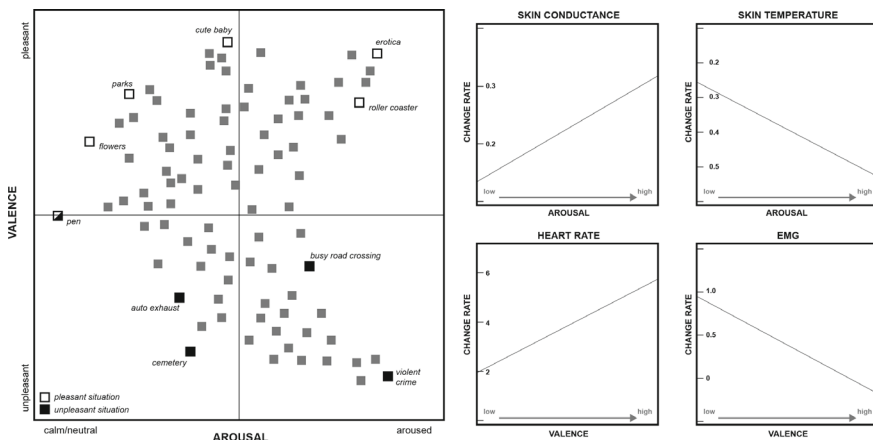 cute baby
erotica
parks
roller coaster
flowers
pen
busy road crossing
auto exhaust
cemetery
violent
crime
pleasant
VALENCE
unpleasant
pleasant situation
unpleasant situation
calm/neutral
AROUSAL
aroused
SKIN CONDUCTANCE
CHANGE RATE
0.3
0.2
low
high
AROUSAL
SKIN TEMPERATURE
CHANGE RATE
0.2
0.3
0.4
0.5
low
high
AROUSAL
HEART RATE
CHANGE RATE
6
4
2
low
high
VALENCE
EMG
CHANGE RATE
1.0
0.5
0
low
high
VALENCE